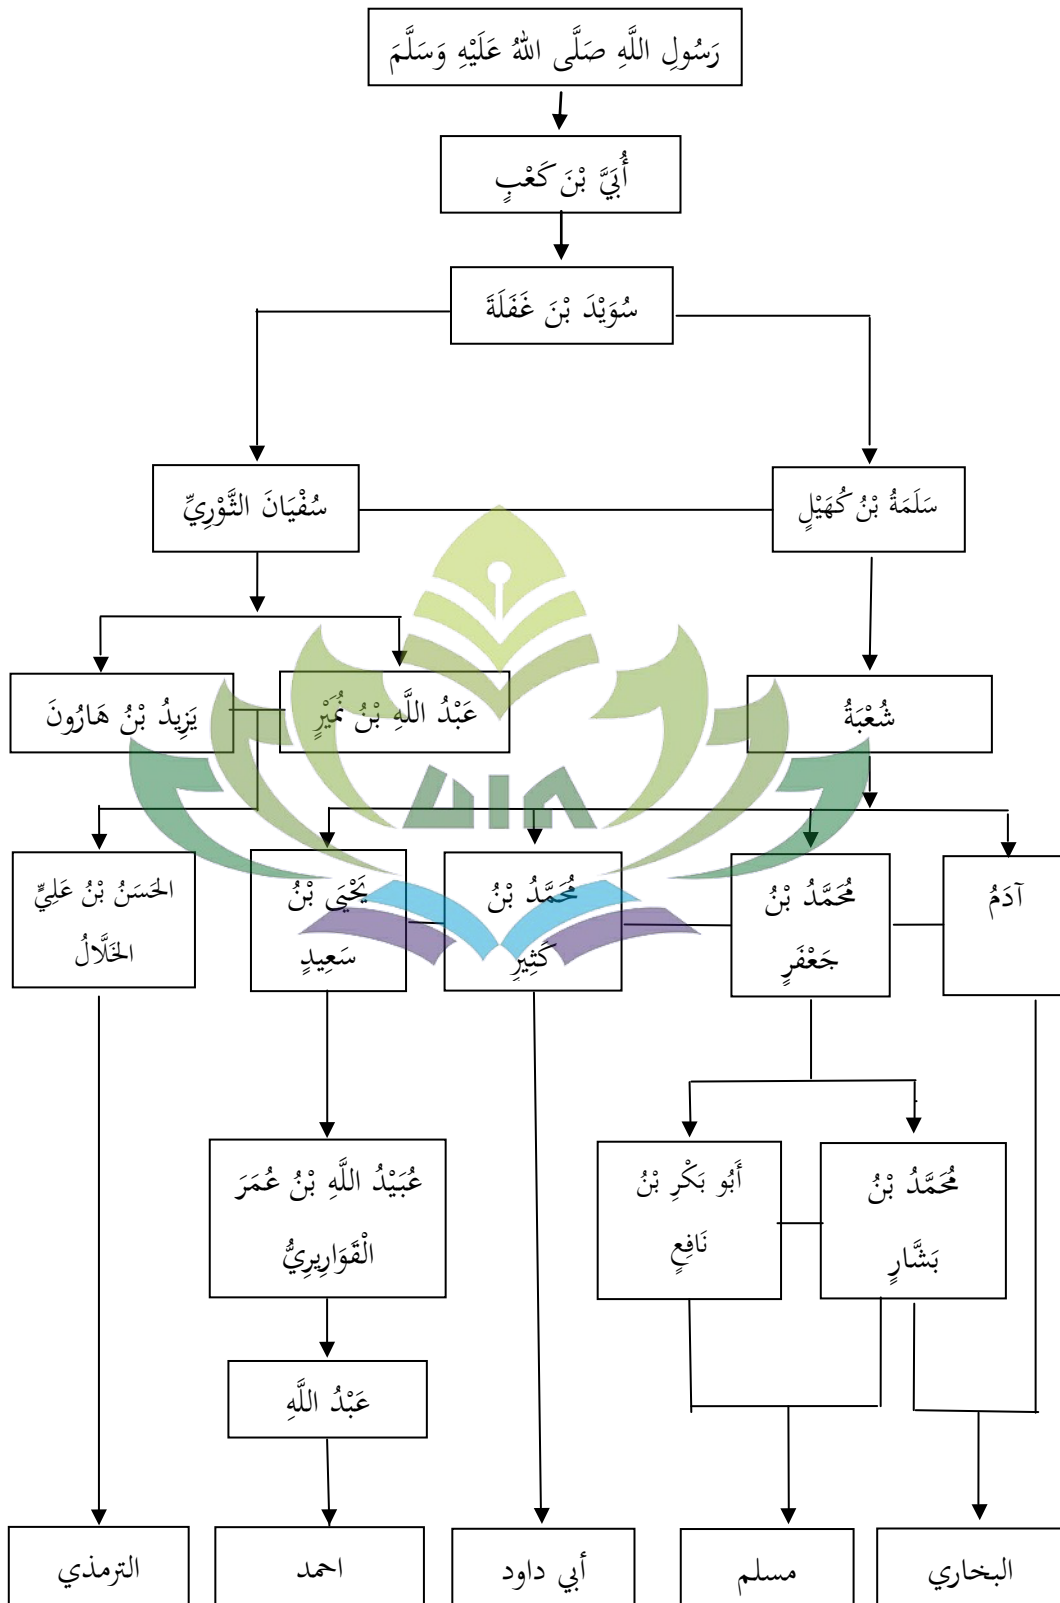 رَسُولِ اللَّهِ صَلَّى اللهُ عَلَيْهِ وَسَلَّمَ
أُبَيَّ بْنَ كَعْبٍ
سُوَيْدَ بْنَ غَفَلَةَ
سَلَمَةُ بْنُ كُهَيْلٍ
سُفْيَانَ الثَّوْرِيِّ
شُعْبَةُ
عَبْدُ اللَّهِ بْنُ نُمَيْرٍ
يَزِيدُ بْنُ هَارُونَ
آدَمُ
مُحَمَّدُ بْنُ
جَعْفَرٍ
مُحَمَّدُ بْنُ
كَثِيرٍ
يَحْيَى بْنُ
سَعِيدٍ
الحَسَنُ بْنُ عَلِيٍّ
الخَلَّالُ
مُحَمَّدُ بْنُ
بَشَّارٍ
أَبُو بَكْرِ بْنُ
نَافِعٍ
عُبَيْدُ اللَّهِ بْنُ عُمَرَ
الْقَوَارِيرِيُّ
عَبْدُ اللَّهِ
البخاري
مسلم
أبي داود
احمد
الترمذي